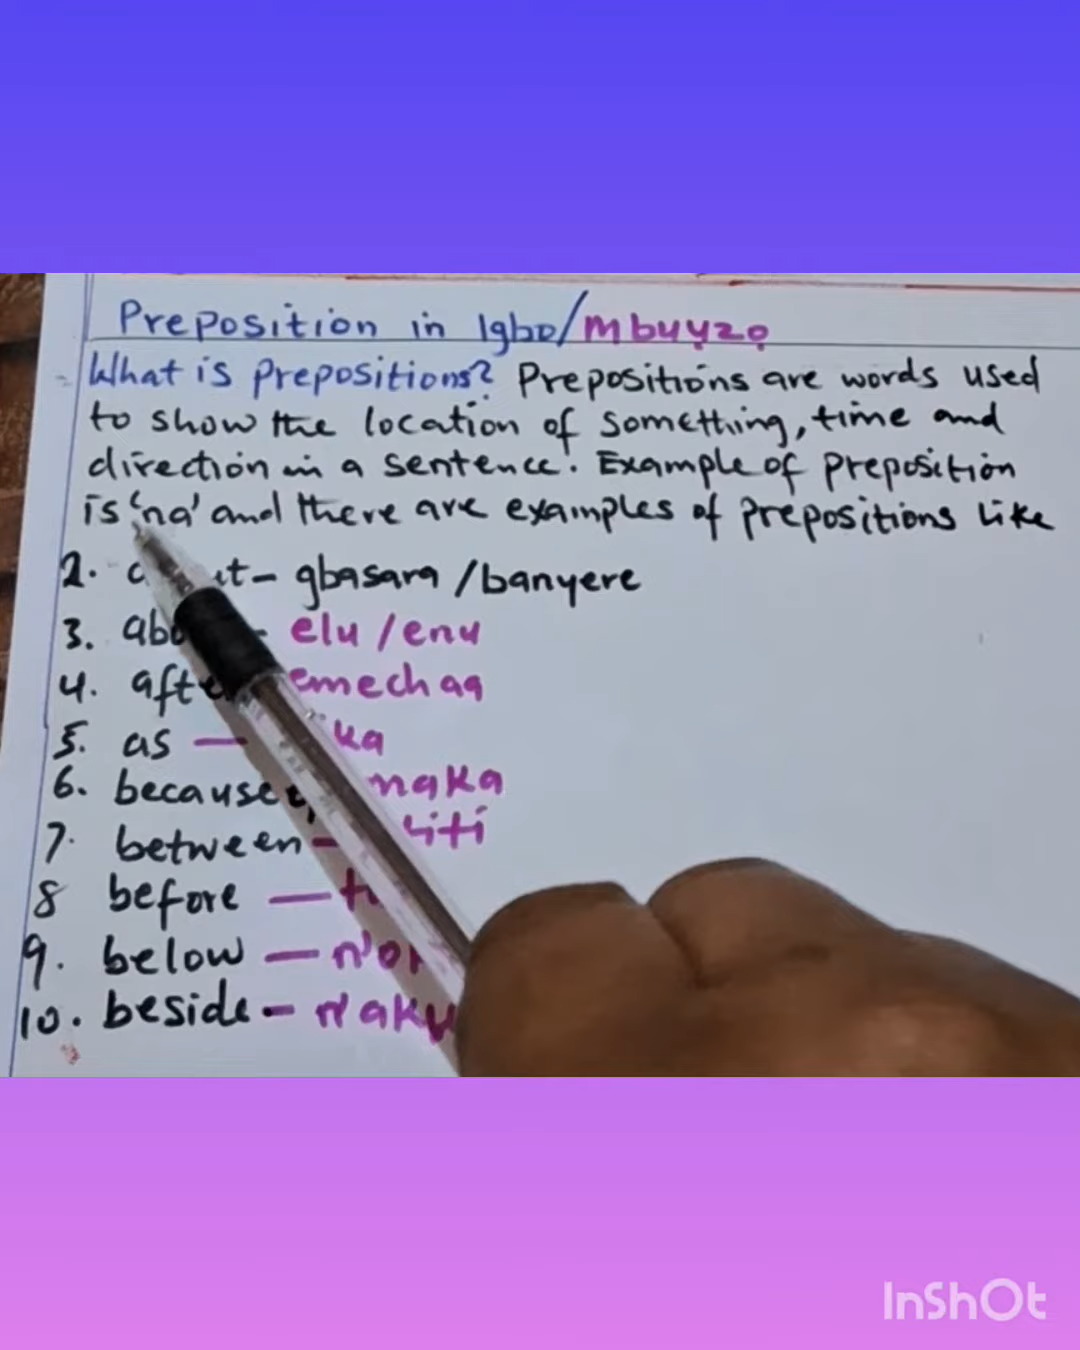 Preposition in Igbo/mbuụzọ
What is Prepositions? Prepositions are words used
to show the location of something, time and
direction in a sentence. Example of Preposition
is 'na' and there are examples of prepositions like
2. gbasara /banyere
3. elu /enu
4. emechaa
5. as –
6. because maka
7. between –
8 before –
9. below –
10. beside –
InShOt